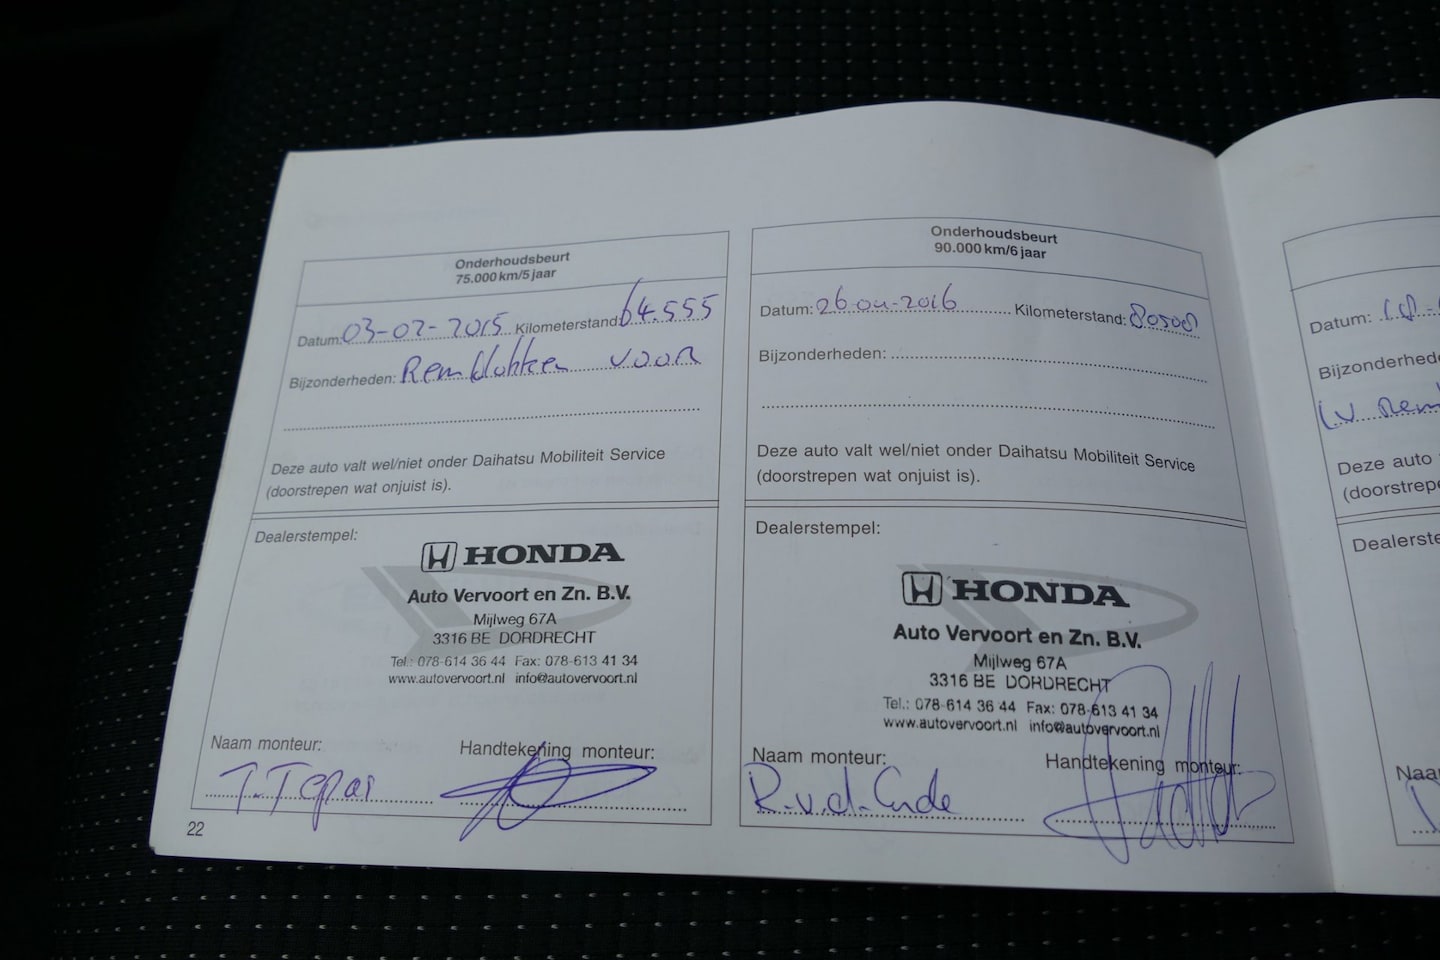 Onderhoudsbeurt
75.000 km/5 jaar
Datum: 03-02-2015 Kilometerstand: 64.555
Bijzonderheden: Remblokken voor
Deze auto valt wel/niet onder Daihatsu Mobiliteit Service
(doorstrepen wat onjuist is).
Dealerstempel:
HONDA
Auto Vervoort en Zn. B.V.
Mijlweg 67A
3316 BE DORDRECHT
Tel.: 078-614 36 44 Fax: 078-613 41 34
www.autovervoort.nl info@autovervoort.nl
Naam monteur: Handtekening monteur:
22
Onderhoudsbeurt
90.000 km/6 jaar
Datum: 26-04-2016 Kilometerstand: 80508
Bijzonderheden:
Deze auto valt wel/niet onder Daihatsu Mobiliteit Service
(doorstrepen wat onjuist is).
Dealerstempel:
HONDA
Auto Vervoort en Zn. B.V.
Mijlweg 67A
3316 BE DORDRECHT
Tel.: 078-614 36 44 Fax: 078-613 41 34
www.autovervoort.nl info@autovervoort.nl
Naam monteur: Handtekening monteur:
R.v.d.
Datum:
Bijzonderhed
Deze auto
(doorstrepe
Dealerste
Naa